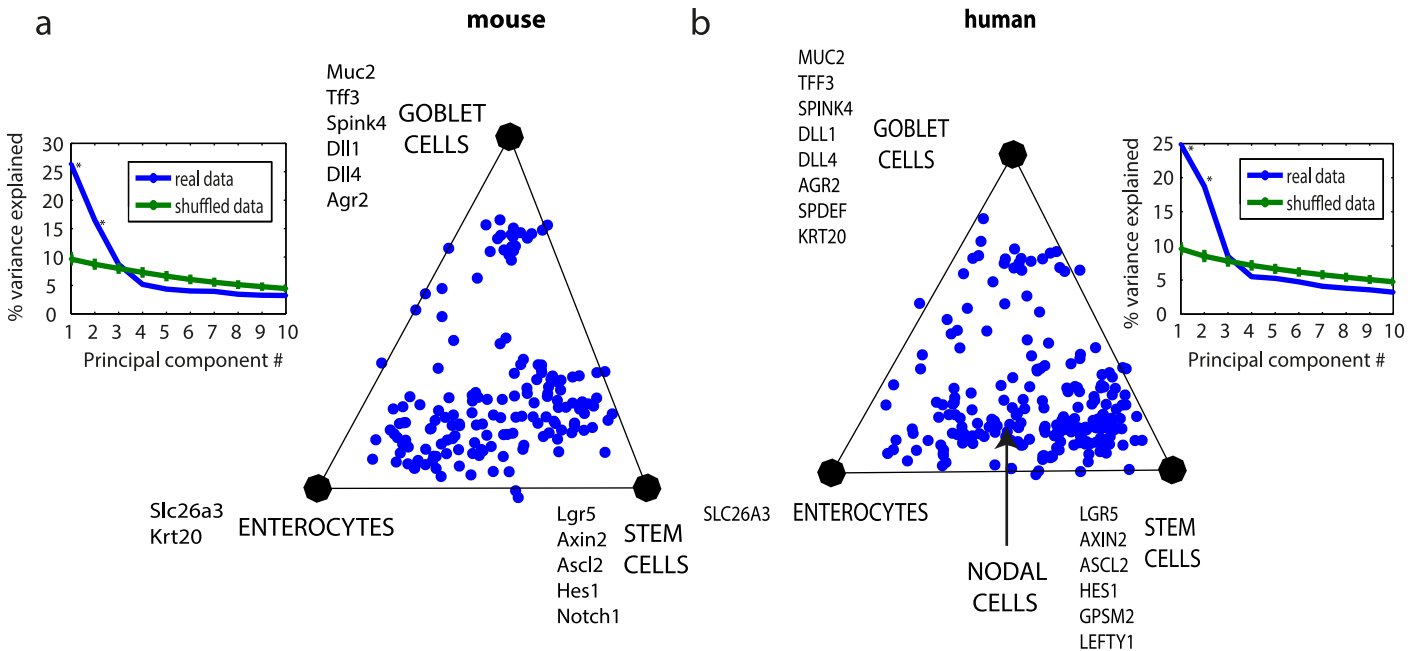 a
mouse
Muc2
Tff3
Spink4
Dll1
Dll4
Agr2
GOBLET
CELLS
% variance explained
30
25
20
15
10
5
0
real data
shuffled data
*
*
1 2 3 4 5 6 7 8 9 10
Principal component #
Slc26a3
Krt20
ENTEROCYTES
Lgr5
Axin2
Ascl2
Hes1
Notch1
STEM
CELLS
b
human
MUC2
TFF3
SPINK4
DLL1
DLL4
AGR2
SPDEF
KRT20
GOBLET
CELLS
% variance explained
25
20
15
10
5
0
real data
shuffled data
*
*
1 2 3 4 5 6 7 8 9 10
Principal component #
SLC26A3
ENTEROCYTES
NODAL
CELLS
LGR5
AXIN2
ASCL2
HES1
GPSM2
LEFTY1
STEM
CELLS